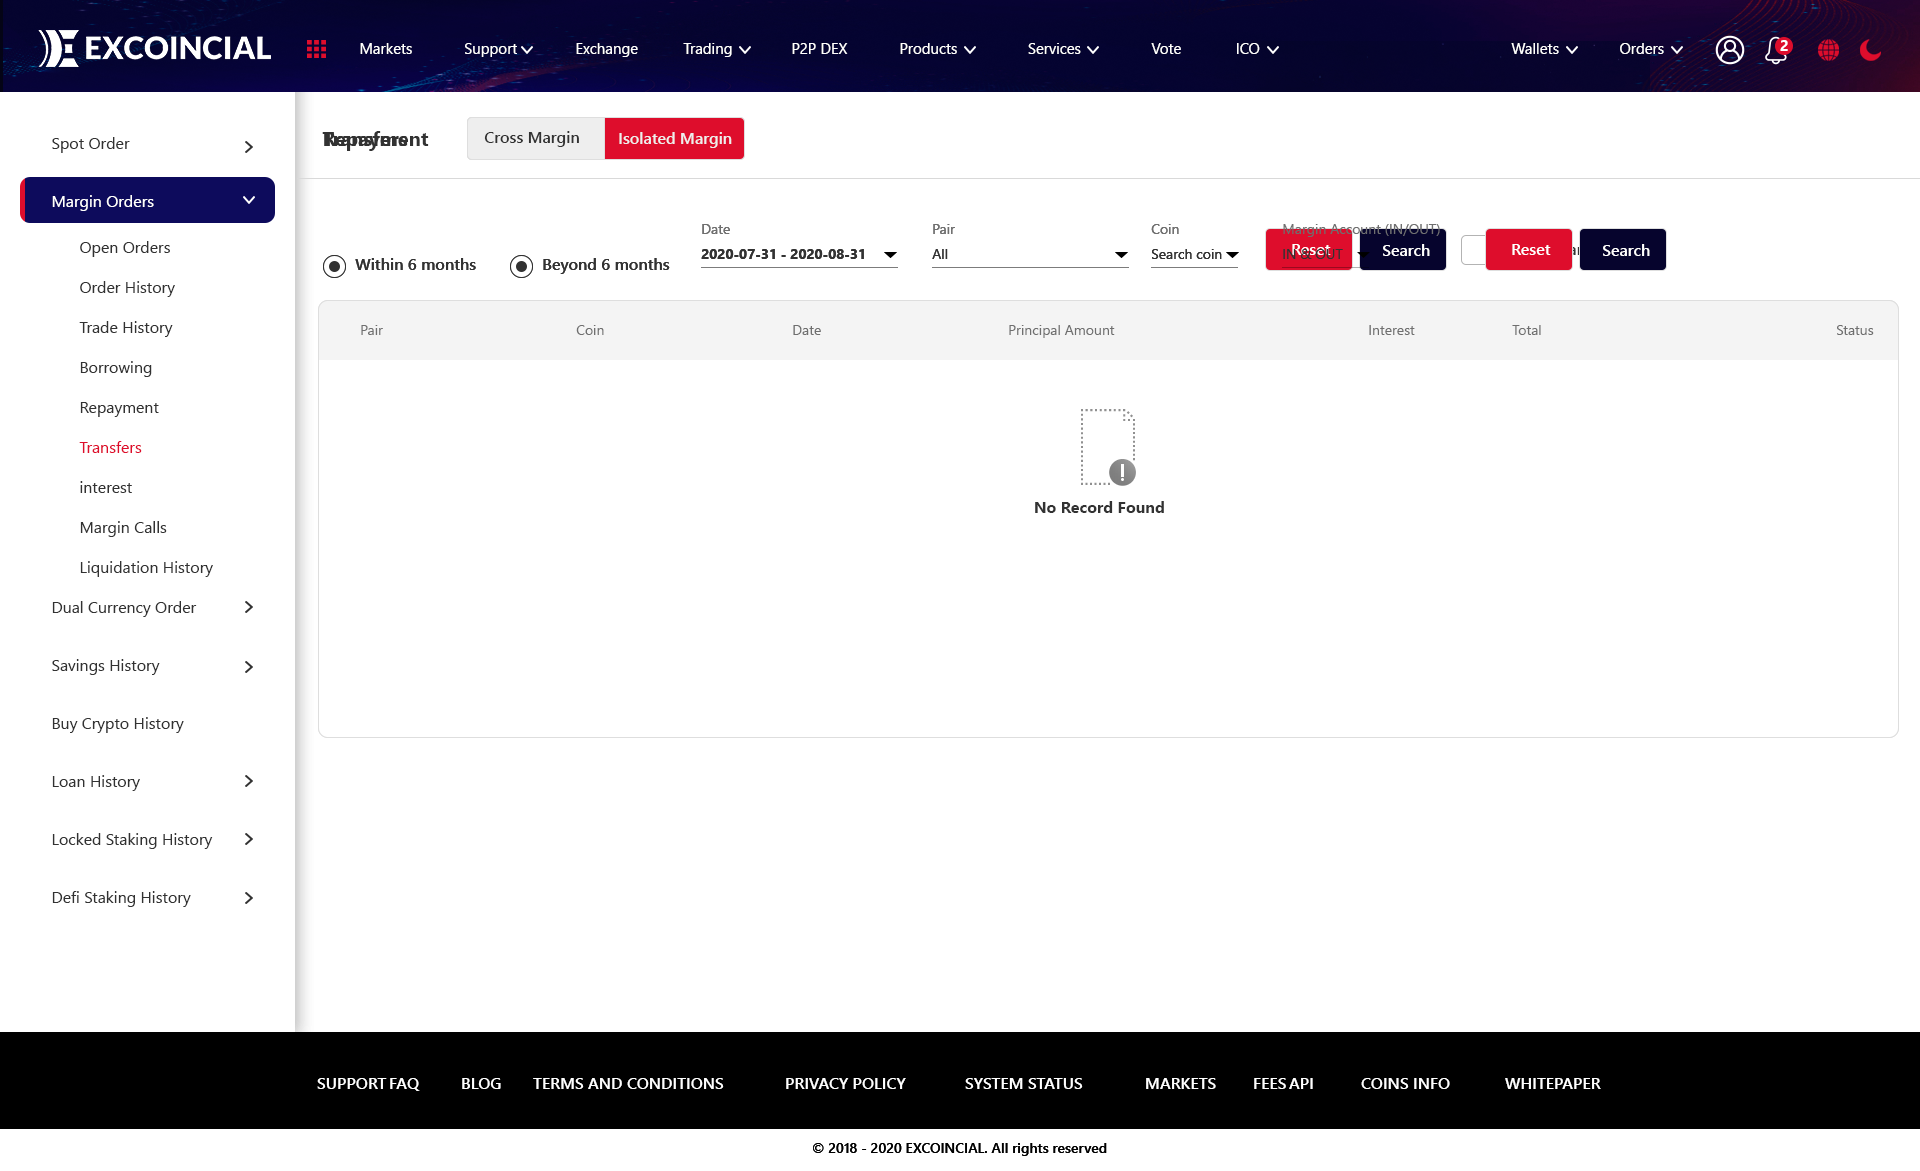 EXCOINCIAL
Markets Support Exchange Trading P2P DEX Products Services Vote ICO Wallets Orders 2
Spot Order
Margin Orders
Open Orders
Order History
Trade History
Borrowing
Repayment
Transfers
interest
Margin Calls
Liquidation History
Dual Currency Order
Savings History
Buy Crypto History
Loan History
Locked Staking History
Defi Staking History
Transfers
Repayment
Cross Margin Isolated Margin
Within 6 months Beyond 6 months
Date
2020-07-31 - 2020-08-31
Pair
All
Coin
Search coin
Margin Account (IN/OUT)
IN & OUT
Reset Search
Reset Search
Pair Coin Date Principal Amount Interest Total Status
No Record Found
SUPPORT FAQ BLOG TERMS AND CONDITIONS PRIVACY POLICY SYSTEM STATUS MARKETS FEES API COINS INFO WHITEPAPER
© 2018 - 2020 EXCOINCIAL. All rights reserved